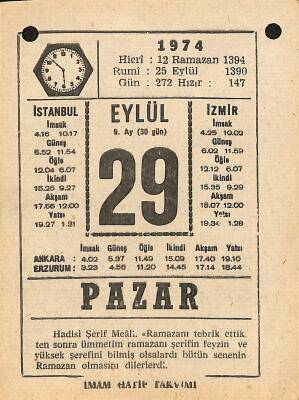 1974
Hicrî : 12 Ramazan 1394
Rumî : 25 Eylül 1390
Gün : 272 Hızır : 147
İSTANBUL
İmsak
4.16 10.17
Güneş
6.52 11.54
Öğle
12.04 6.07
İkindi
15.25 9.27
Akşam
17.56 12.00
Yatsı
19.27 1.31
EYLÜL
9. Ay (30 gün)
29
İZMİR
İmsak
4.25 10.02
Güneş
6.02 11.59
Öğle
12.13 6.10
İkindi
15.35 9.29
Akşam
18.07 12.00
Yatsı
19.34 1.28
İmsak Güneş Öğle İkindi Akşam Yatsı
ANKARA : 4.02 5.37 11.49 15.09 17.40 19.10
ERZURUM : 3.23 4.56 11.20 14.45 17.14 18.44
PAZAR
Hadisi Şerif Meâli. «Ramazanı tebrik ettik
ten sonra ümmetim ramazanı şerifin feyzin ve
yüksek şerefini bilmiş olsalardı bütün senenin
Ramazan olmasını dilerlerdi.
İMAM HATİP TAKVİMİ